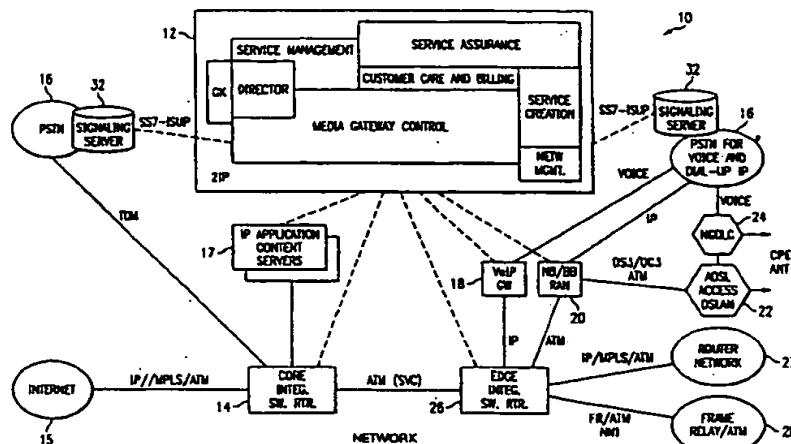 10
12
SERVICE MANAGEMENT
SERVICE ASSURANCE
CUSTOMER CARE AND BILLING
GK
DIRECTOR
SERVICE CREATION
MEDIA GATEWAY CONTROL
NETW MGMT.
21P
16
32
PSTN
SIGNALING SERVER
SS7-ISUP
SS7-ISUP
32
SIGNALING SERVER
16
PSTN FOR VOICE AND DIAL-UP IP
TDM
VOICE
IP
VOICE
24
NGDLC
CPE
ANT
ADSL ACCESS DSLAM
22
DS3/OC3
ATM
IP APPLICATION CONTENT SERVERS
17
VoIP GW
18
NB/BB RAN
20
IP
ATM
INTERNET
15
IP//MPLS/ATM
CORE INTEG. SW. RTR.
14
ATM (SVC)
EDGE INTEG. SW. RTR.
26
IP/MPLS/ATM
ROUTER NETWORK
FR/ATM
FRAME RELAY/ATM
NETWORK